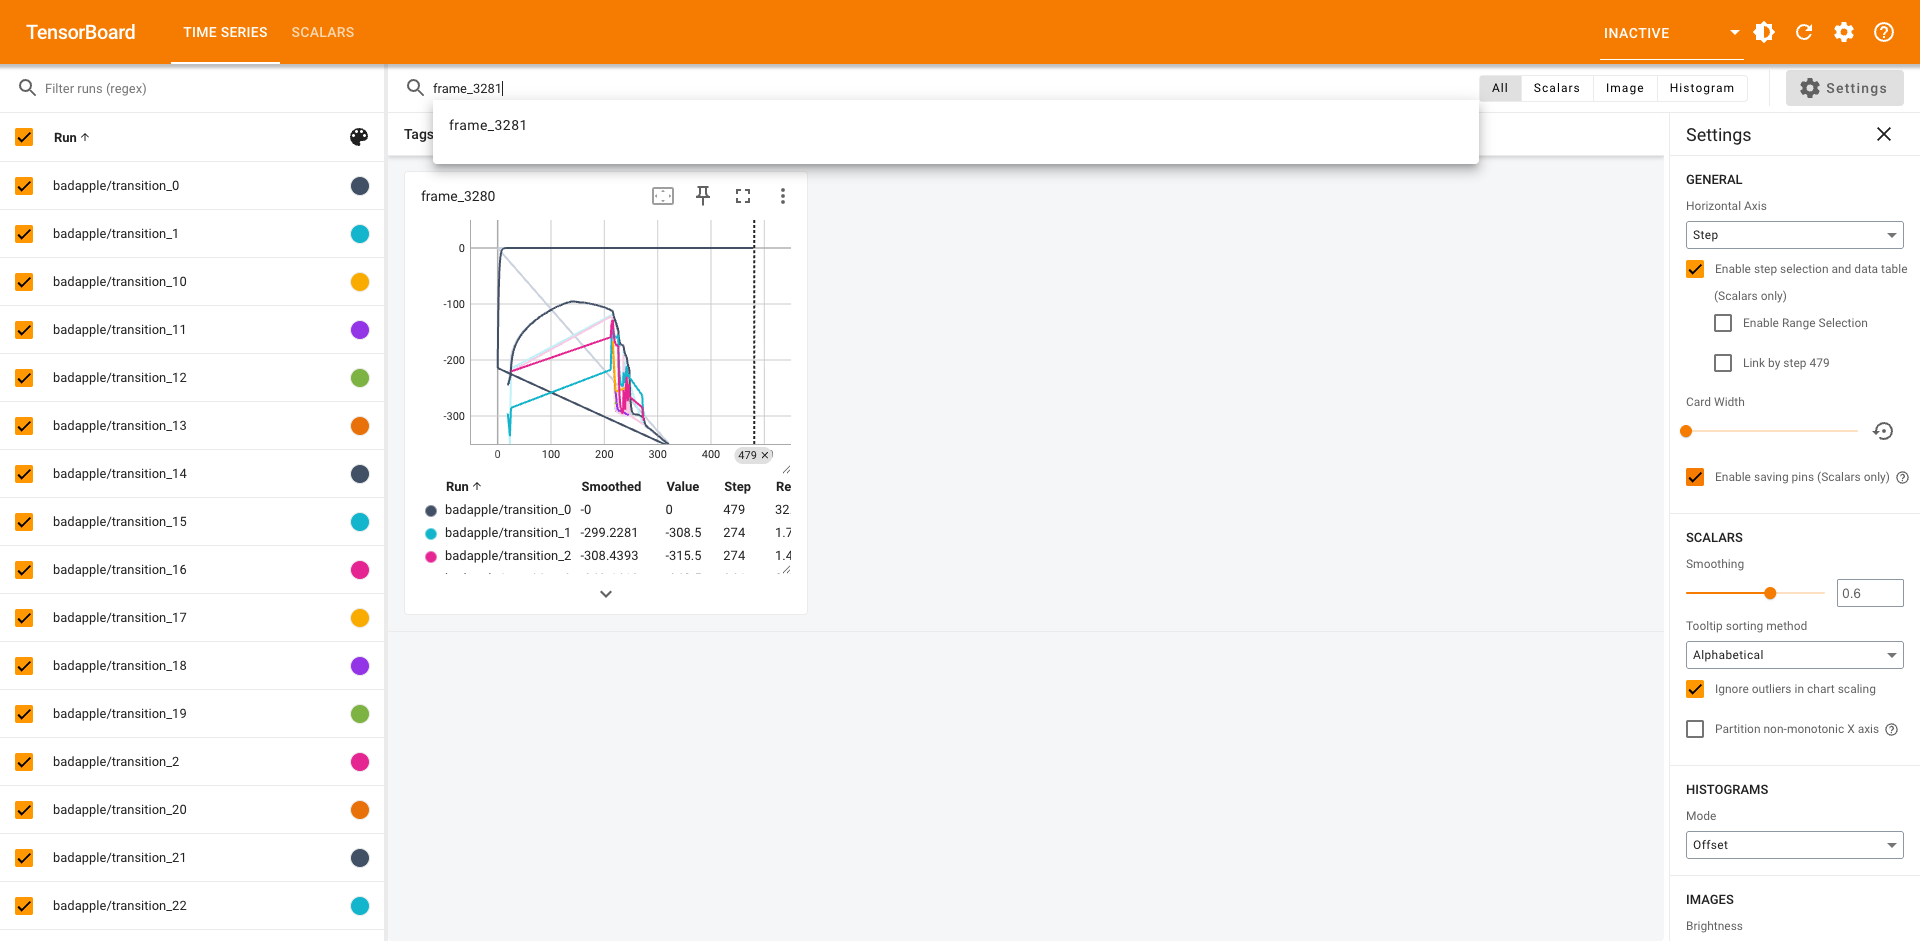 TensorBoard
TIME SERIES
SCALARS
INACTIVE
Filter runs (regex)
Run
badapple/transition_0
badapple/transition_1
badapple/transition_10
badapple/transition_11
badapple/transition_12
badapple/transition_13
badapple/transition_14
badapple/transition_15
badapple/transition_16
badapple/transition_17
badapple/transition_18
badapple/transition_19
badapple/transition_2
badapple/transition_20
badapple/transition_21
badapple/transition_22
frame_3281
All Scalars Image Histogram
Settings
frame_3281
Tags
frame_3280
0
-100
-200
-300
0 100 200 300 400
479
Run Smoothed Value Step Re
badapple/transition_0 -0 0 479 32.
badapple/transition_1 -299.2281 -308.5 274 1.7
badapple/transition_2 -308.4393 -315.5 274 1.4
Settings
GENERAL
Horizontal Axis
Step
Enable step selection and data table
(Scalars only)
Enable Range Selection
Link by step 479
Card Width
Enable saving pins (Scalars only)
SCALARS
Smoothing
0.6
Tooltip sorting method
Alphabetical
Ignore outliers in chart scaling
Partition non-monotonic X axis
HISTOGRAMS
Mode
Offset
IMAGES
Brightness